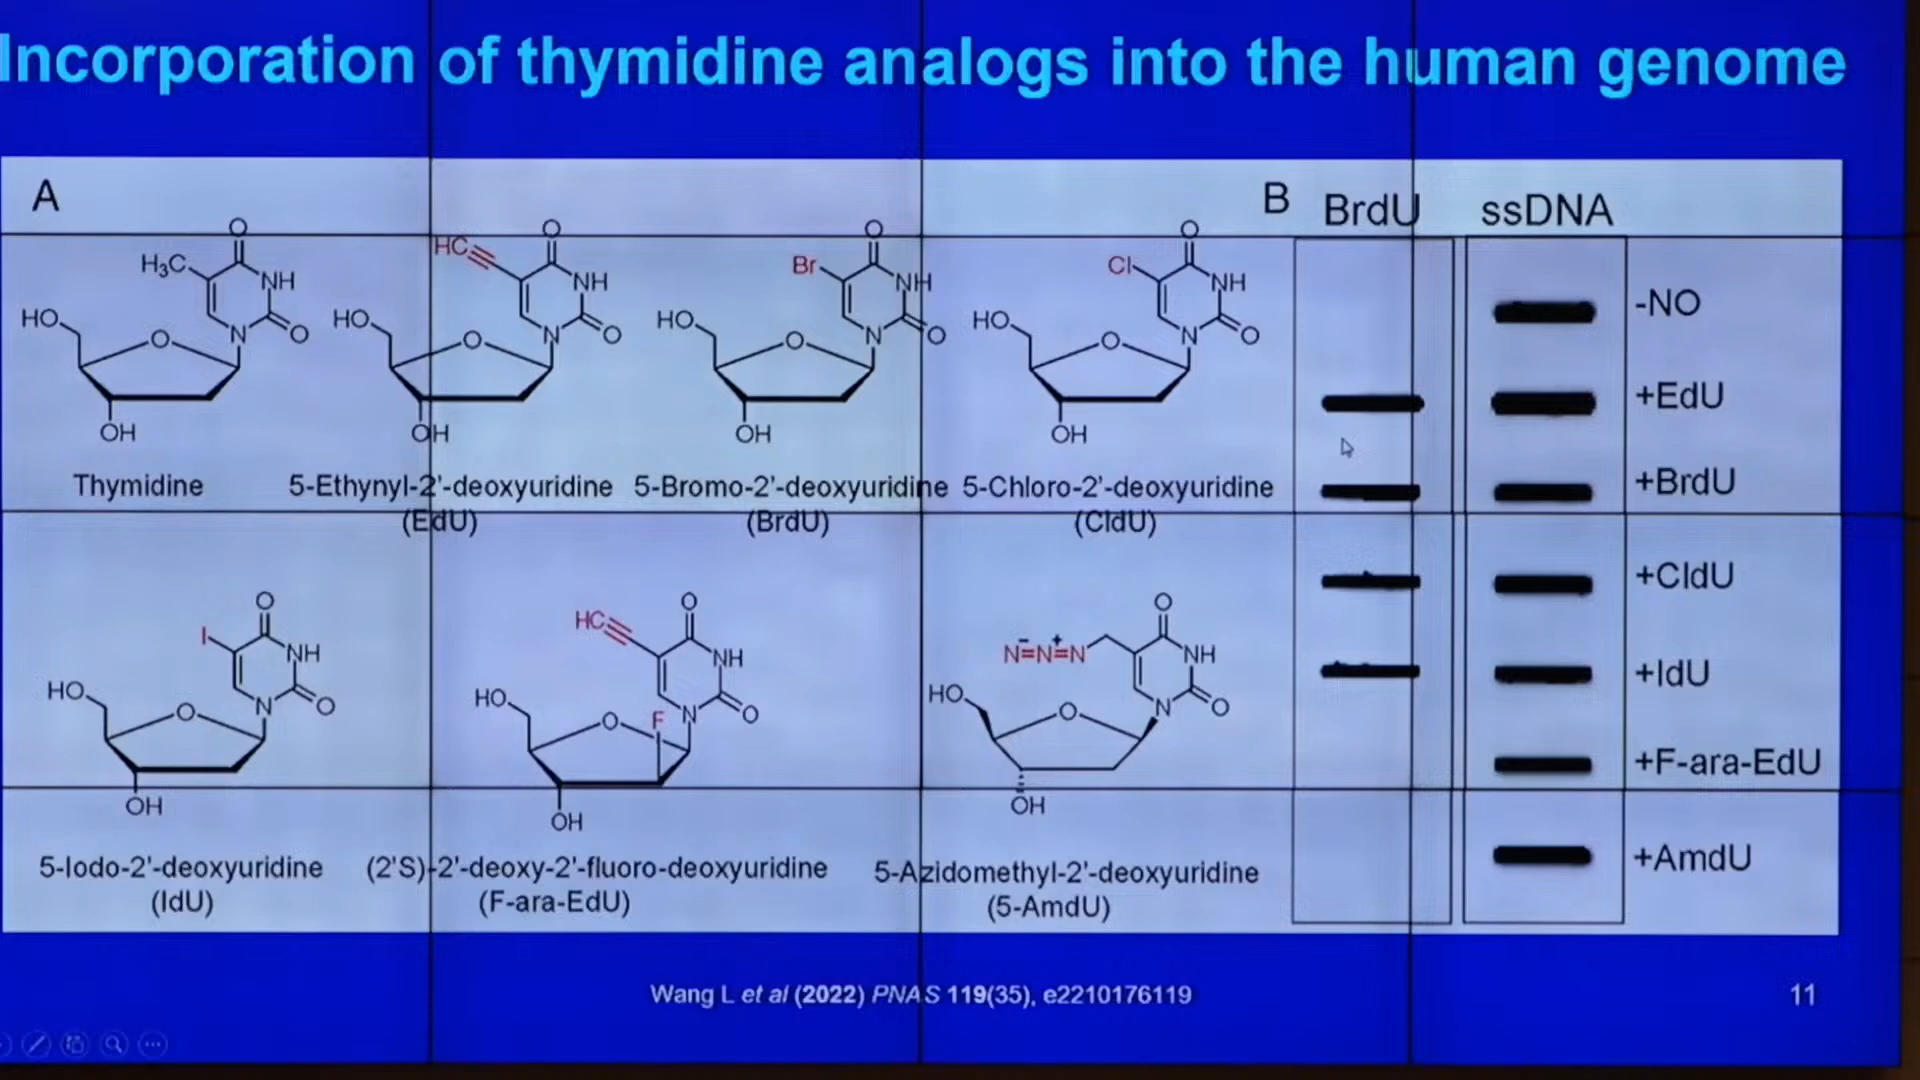 Incorporation of thymidine analogs into the human genome
A
B
BrdU
ssDNA
H₃C
O
NH
N
O
HO
O
OH
Thymidine
HC
O
NH
N
O
HO
O
OH
5-Ethynyl-2'-deoxyuridine
(EdU)
Br
O
NH
N
O
HO
O
OH
5-Bromo-2'-deoxyuridine
(BrdU)
Cl
O
NH
N
O
HO
O
OH
5-Chloro-2'-deoxyuridine
(CldU)
I
O
NH
N
O
HO
O
OH
5-Iodo-2'-deoxyuridine
(IdU)
HC
O
NH
N
O
HO
O
F
OH
(2'S)-2'-deoxy-2'-fluoro-deoxyuridine
(F-ara-EdU)
N=N=N
- +
O
NH
N
O
HO
O
OH
5-Azidomethyl-2'-deoxyuridine
(5-AmdU)
-NO
+EdU
+BrdU
+CldU
+IdU
+F-ara-EdU
+AmdU
Wang L et al (2022) PNAS 119(35), e2210176119
11